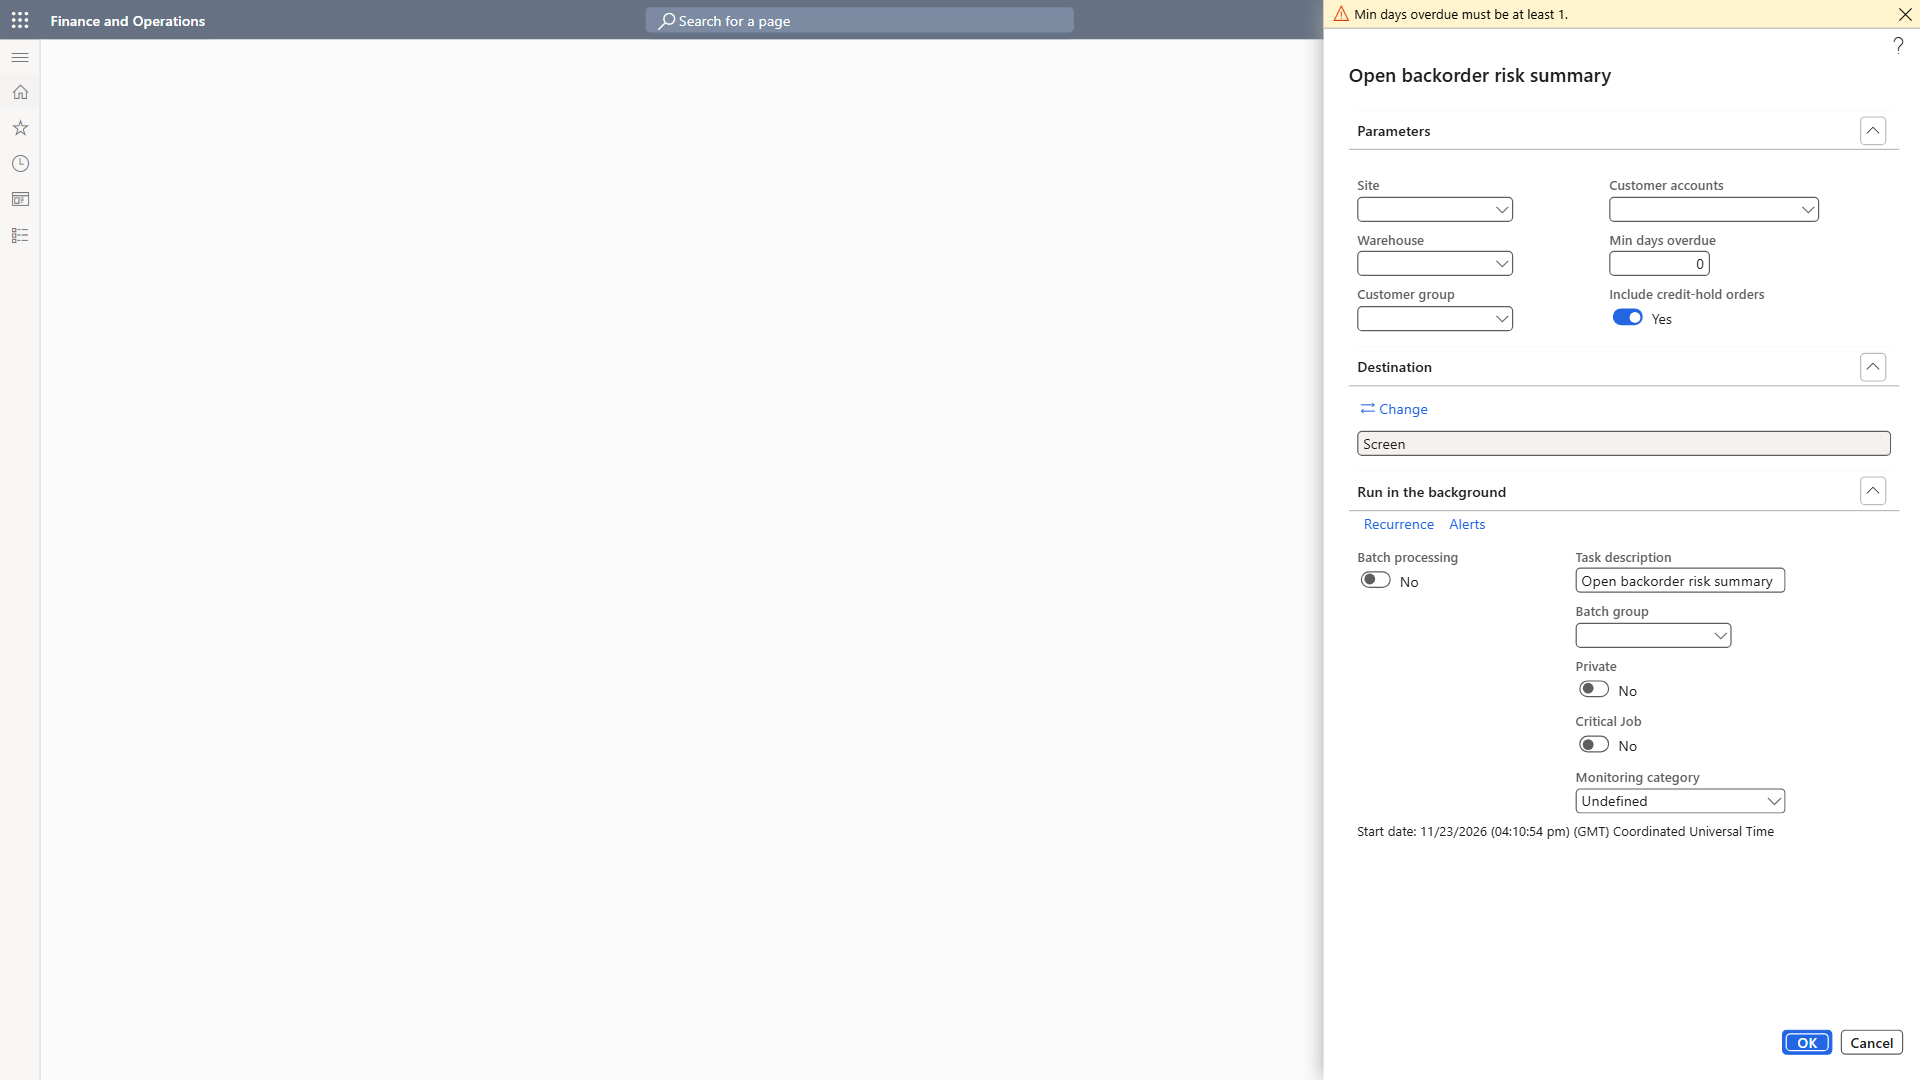 Finance and Operations
Search for a page
Min days overdue must be at least 1.
?
Open backorder risk summary
Parameters
Site
Customer accounts
Warehouse
Min days overdue
0
Customer group
Include credit-hold orders
Yes
Destination
Change
Screen
Run in the background
Recurrence Alerts
Batch processing
No
Task description
Open backorder risk summary
Batch group
Private
No
Critical Job
No
Monitoring category
Undefined
Start date: 11/23/2026 (04:10:54 pm) (GMT) Coordinated Universal Time
OK Cancel